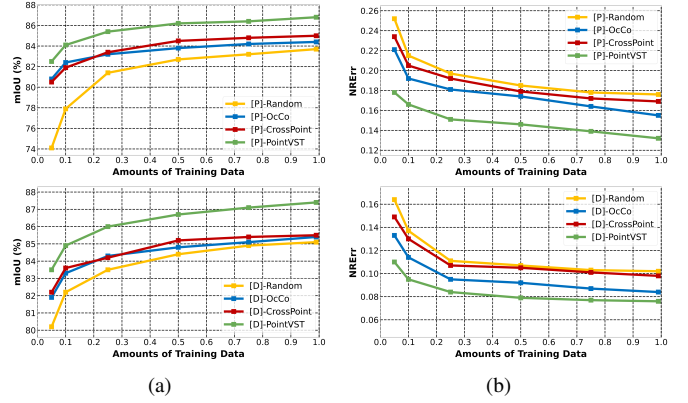 88
86
84
82
80
78
76
74
mIoU (%)
[P]-Random
[P]-OcCo
[P]-CrossPoint
[P]-PointVST
0.0 0.1 0.2 0.3 0.4 0.5 0.6 0.7 0.8 0.9 1.0
Amounts of Training Data
0.26
0.24
0.22
0.20
0.18
0.16
0.14
0.12
NRErr
[P]-Random
[P]-OcCo
[P]-CrossPoint
[P]-PointVST
0.0 0.1 0.2 0.3 0.4 0.5 0.6 0.7 0.8 0.9 1.0
Amounts of Training Data
88
87
86
85
84
83
82
81
80
mIoU (%)
[D]-Random
[D]-OcCo
[D]-CrossPoint
[D]-PointVST
0.0 0.1 0.2 0.3 0.4 0.5 0.6 0.7 0.8 0.9 1.0
Amounts of Training Data
0.16
0.14
0.12
0.10
0.08
0.06
NRErr
[D]-Random
[D]-OcCo
[D]-CrossPoint
[D]-PointVST
0.0 0.1 0.2 0.3 0.4 0.5 0.6 0.7 0.8 0.9 1.0
Amounts of Training Data
(a)
(b)